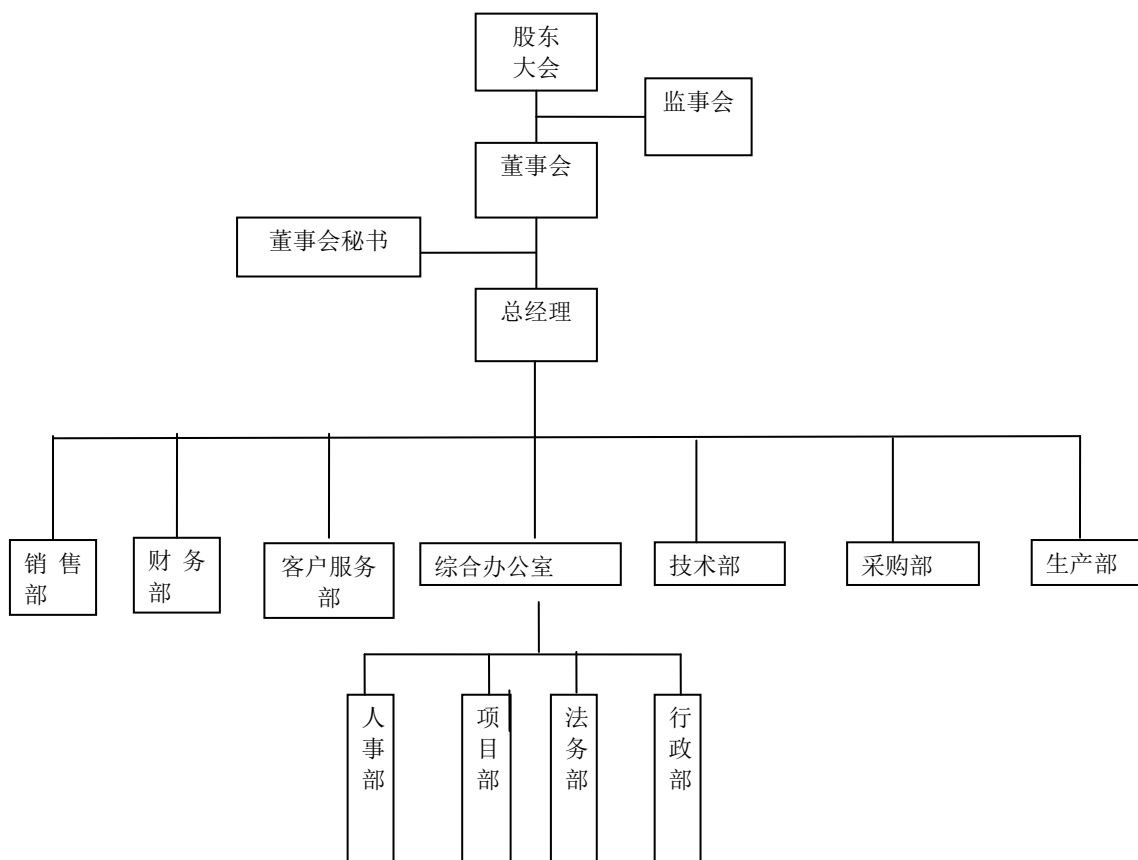 股东
大会
监事会
董事会
董事会秘书
总经理
销售
部
财务
部
客户服务
部
综合办公室
技术部
采购部
生产部
人事部
项目部
法务部
行政部